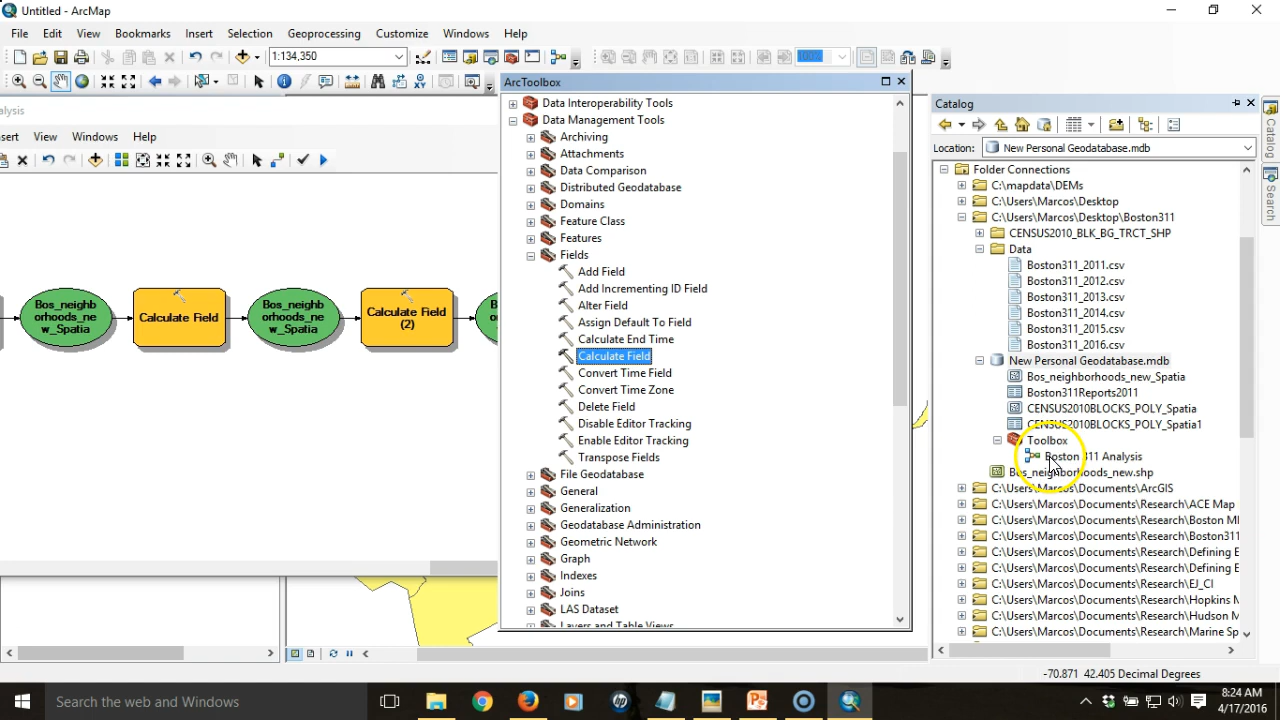 Untitled - ArcMap
File Edit View Bookmarks Insert Selection Geoprocessing Customize Windows Help
1:134,350
100%
alysis
sert View Windows Help
Bos_neighb
orhoods_ne
w_Spatia
Calculate Field
Bos_neighb
orhoods_ne
w_Spatia
Calculate Field
(2)
ArcToolbox
Data Interoperability Tools
Data Management Tools
Archiving
Attachments
Data Comparison
Distributed Geodatabase
Domains
Feature Class
Features
Fields
Add Field
Add Incrementing ID Field
Alter Field
Assign Default To Field
Calculate End Time
Calculate Field
Convert Time Field
Convert Time Zone
Delete Field
Disable Editor Tracking
Enable Editor Tracking
Transpose Fields
File Geodatabase
General
Generalization
Geodatabase Administration
Geometric Network
Graph
Indexes
Joins
LAS Dataset
Layers and Table Views
Catalog
Location: New Personal Geodatabase.mdb
Folder Connections
C:\mapdata\DEMs
C:\Users\Marcos\Desktop
C:\Users\Marcos\Desktop\Boston311
CENSUS2010_BLK_BG_TRCT_SHP
Data
Boston311_2011.csv
Boston311_2012.csv
Boston311_2013.csv
Boston311_2014.csv
Boston311_2015.csv
Boston311_2016.csv
New Personal Geodatabase.mdb
Bos_neighborhoods_new_Spatia
Boston311Reports2011
CENSUS2010BLOCKS_POLY_Spatia
CENSUS2010BLOCKS_POLY_Spatia1
Toolbox
Boston 311 Analysis
Bos_neighborhoods_new.shp
C:\Users\Marcos\Documents\ArcGIS
C:\Users\Marcos\Documents\Research\ACE Map
C:\Users\Marcos\Documents\Research\Boston MI
C:\Users\Marcos\Documents\Research\Boston311
C:\Users\Marcos\Documents\Research\Defining E
C:\Users\Marcos\Documents\Research\Defining E
C:\Users\Marcos\Documents\Research\EJ_CI
C:\Users\Marcos\Documents\Research\Hopkins M
C:\Users\Marcos\Documents\Research\Hudson M
C:\Users\Marcos\Documents\Research\Marine Sp
Catalog
Search
-70.871 42.405 Decimal Degrees
Search the web and Windows
8:24 AM
4/17/2016